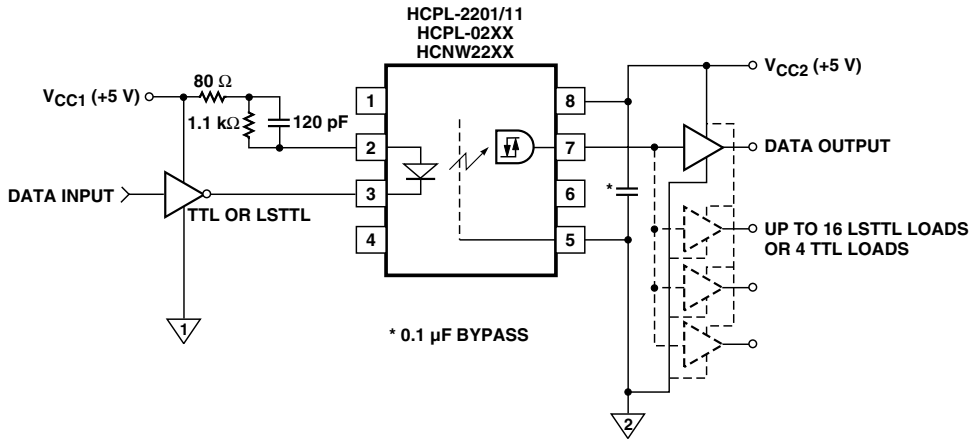 HCPL-2201/11
HCPL-02XX
HCNW22XX
VCC1 (+5 V)
80 Ω
1.1 kΩ
120 pF
1
2
3
4
8
7
6
5
VCC2 (+5 V)
DATA INPUT
TTL OR LSTTL
*
DATA OUTPUT
UP TO 16 LSTTL LOADS
OR 4 TTL LOADS
1
* 0.1 µF BYPASS
2